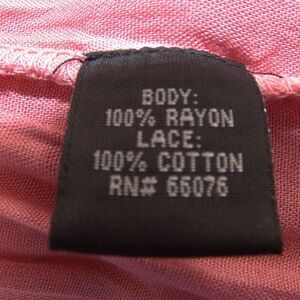 BODY:
100% RAYON
LACE:
100% COTTON
RN# 66076